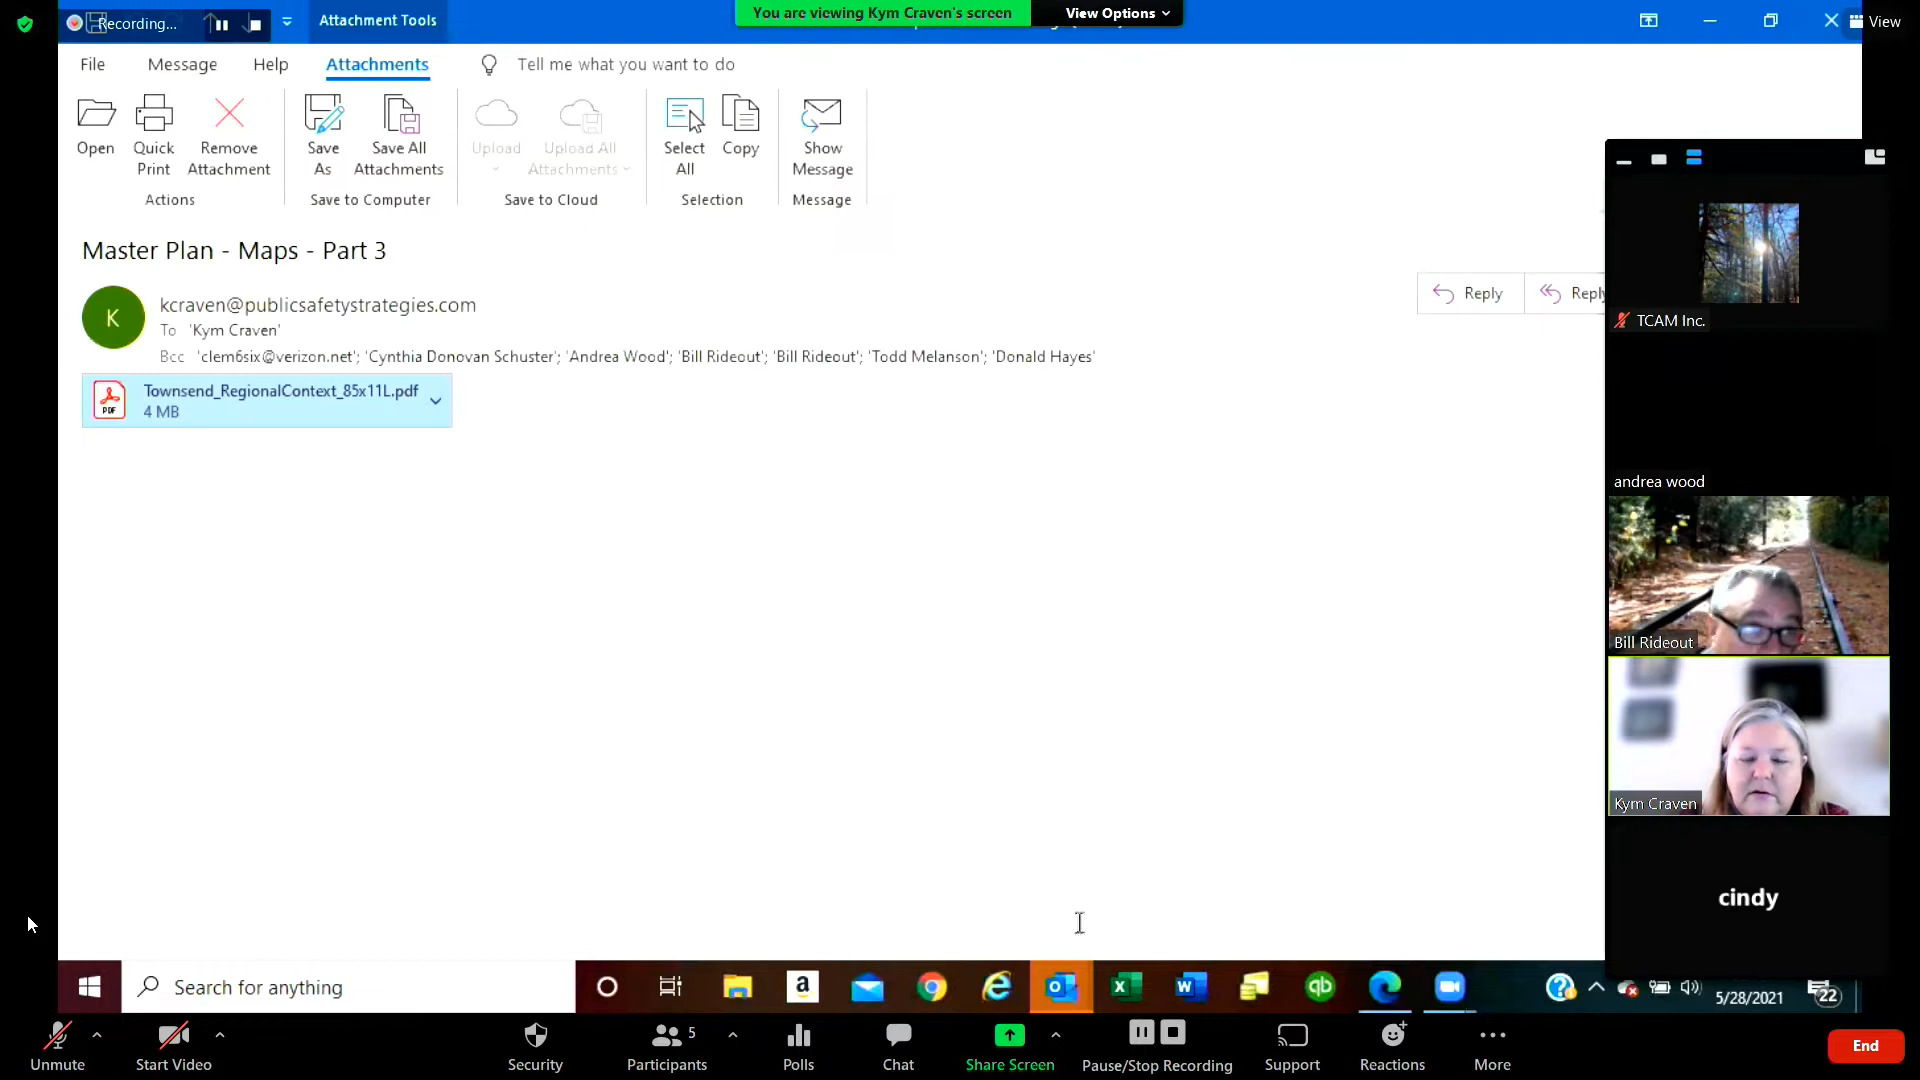 Recording...
Attachment Tools
You are viewing Kym Craven's screen
View Options
View
File
Message
Help
Attachments
Tell me what you want to do
Open
Quick Print
Remove Attachment
Actions
Save As
Save All Attachments
Save to Computer
Upload
Upload All Attachments
Save to Cloud
Select All
Copy
Selection
Show Message
Message
Master Plan - Maps - Part 3
K
kcraven@publicsafetystrategies.com
To 'Kym Craven'
Bcc 'clem6six@verizon.net'; 'Cynthia Donovan Schuster'; 'Andrea Wood'; 'Bill Rideout'; 'Bill Rideout'; 'Todd Melanson'; 'Donald Hayes'
Reply
Reply
PDF
Townsend_RegionalContext_85x11L.pdf
4 MB
TCAM Inc.
andrea wood
Bill Rideout
Kym Craven
cindy
Search for anything
a
e
O
X
W
qb
?
5/28/2021
22
Unmute
Start Video
Security
5
Participants
Polls
Chat
Share Screen
Pause/Stop Recording
Support
Reactions
More
End